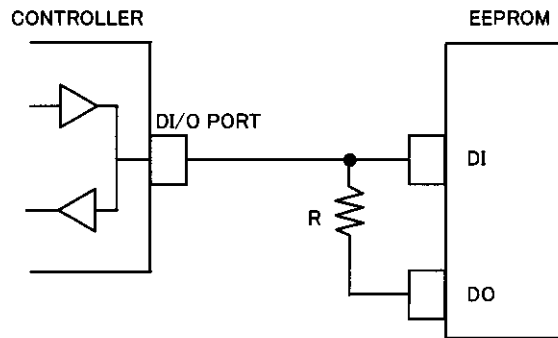 CONTROLLER
EEPROM
DI/O PORT
DI
R
DO